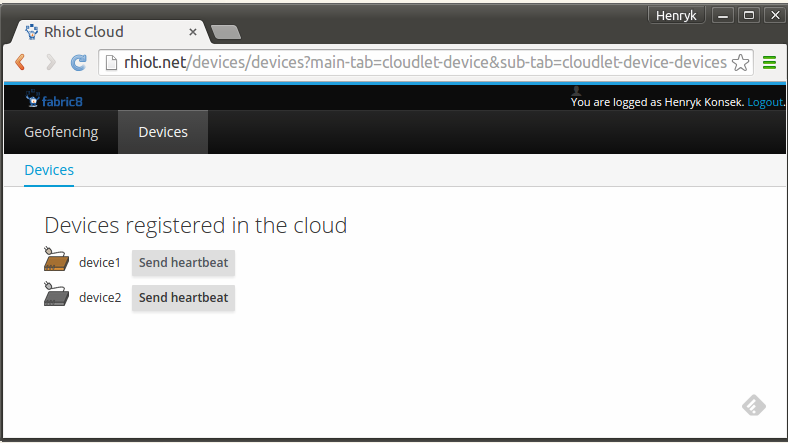 Henryk
Rhiot Cloud
rhiot.net/devices/devices?main-tab=cloudlet-device&sub-tab=cloudlet-device-devices
fabric8
You are logged as Henryk Konsek. Logout.
Geofencing Devices
Devices
Devices registered in the cloud
device1 Send heartbeat
device2 Send heartbeat